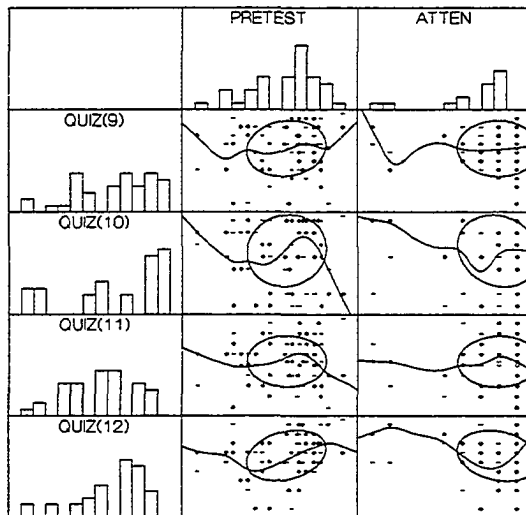 PRETEST
ATTEN
QUIZ(9)
QUIZ(10)
QUIZ(11)
QUIZ(12)